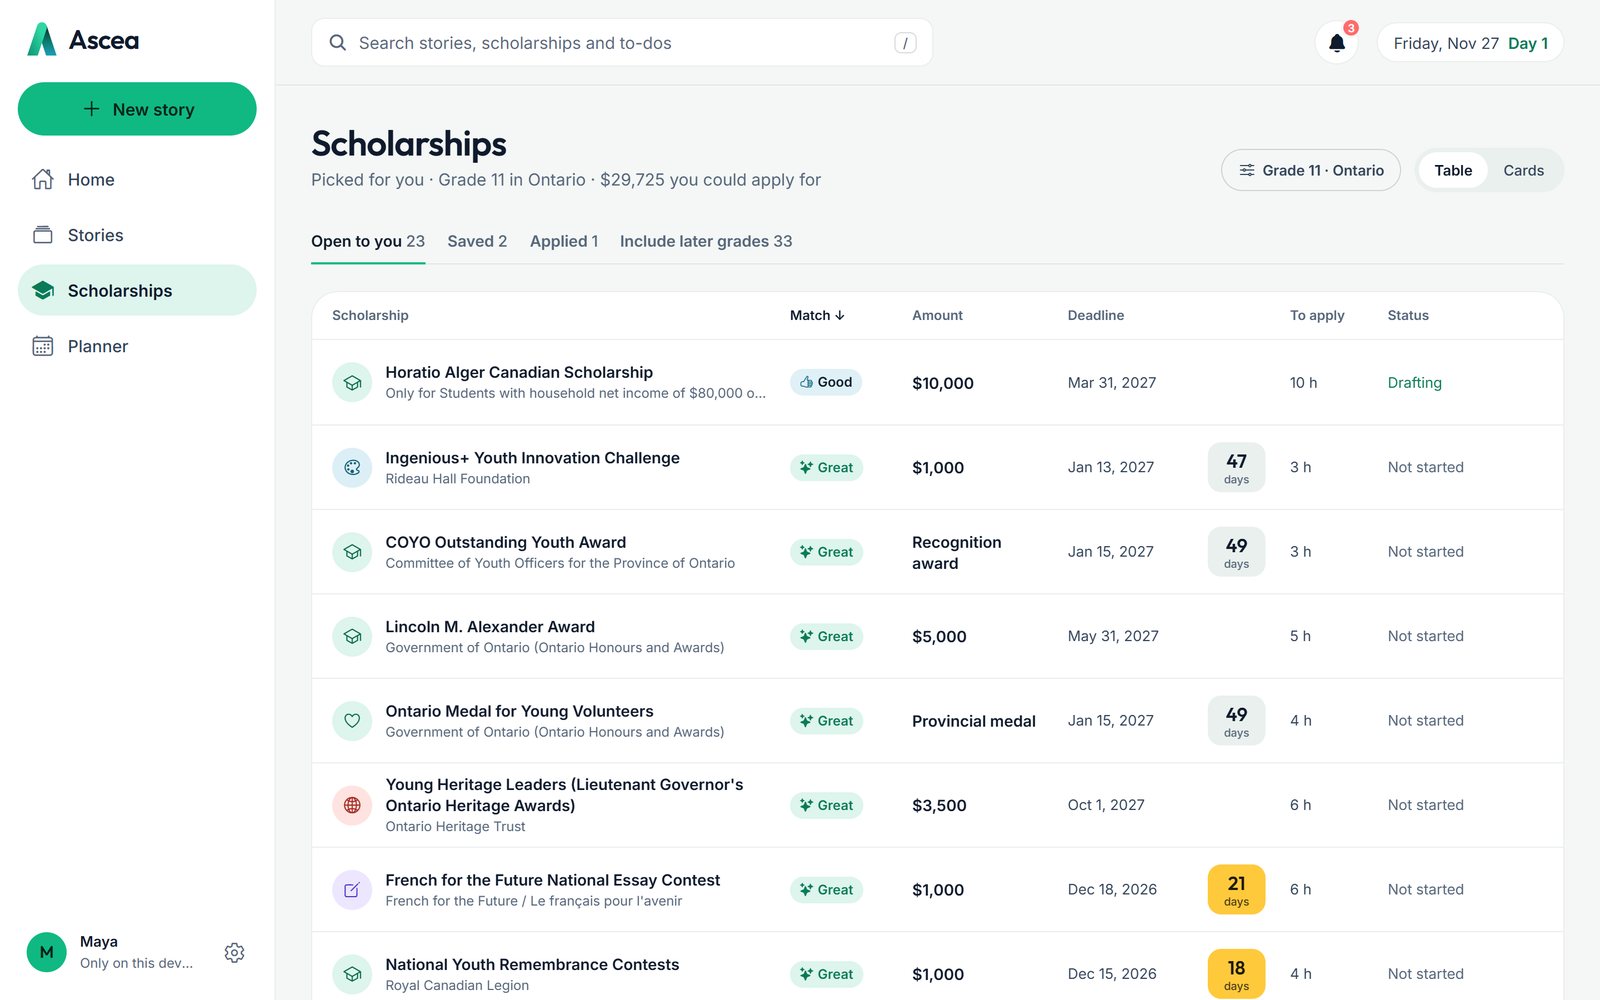 Ascea
Search stories, scholarships and to-dos
/
3
Friday, Nov 27 Day 1
New story
Home
Stories
Scholarships
Planner
Scholarships
Picked for you · Grade 11 in Ontario · $29,725 you could apply for
Grade 11 · Ontario
Table
Cards
Open to you 23
Saved 2
Applied 1
Include later grades 33
Scholarship
Match ↓
Amount
Deadline
To apply
Status
Horatio Alger Canadian Scholarship
Only for Students with household net income of $80,000 o...
Good
$10,000
Mar 31, 2027
10 h
Drafting
Ingenious+ Youth Innovation Challenge
Rideau Hall Foundation
Great
$1,000
Jan 13, 2027
47
days
3 h
Not started
COYO Outstanding Youth Award
Committee of Youth Officers for the Province of Ontario
Great
Recognition
award
Jan 15, 2027
49
days
3 h
Not started
Lincoln M. Alexander Award
Government of Ontario (Ontario Honours and Awards)
Great
$5,000
May 31, 2027
5 h
Not started
Ontario Medal for Young Volunteers
Government of Ontario (Ontario Honours and Awards)
Great
Provincial medal
Jan 15, 2027
49
days
4 h
Not started
Young Heritage Leaders (Lieutenant Governor's
Ontario Heritage Awards)
Ontario Heritage Trust
Great
$3,500
Oct 1, 2027
6 h
Not started
French for the Future National Essay Contest
French for the Future / Le français pour l'avenir
Great
$1,000
Dec 18, 2026
21
days
6 h
Not started
National Youth Remembrance Contests
Royal Canadian Legion
Great
$1,000
Dec 15, 2026
18
days
4 h
Not started
M
Maya
Only on this dev...